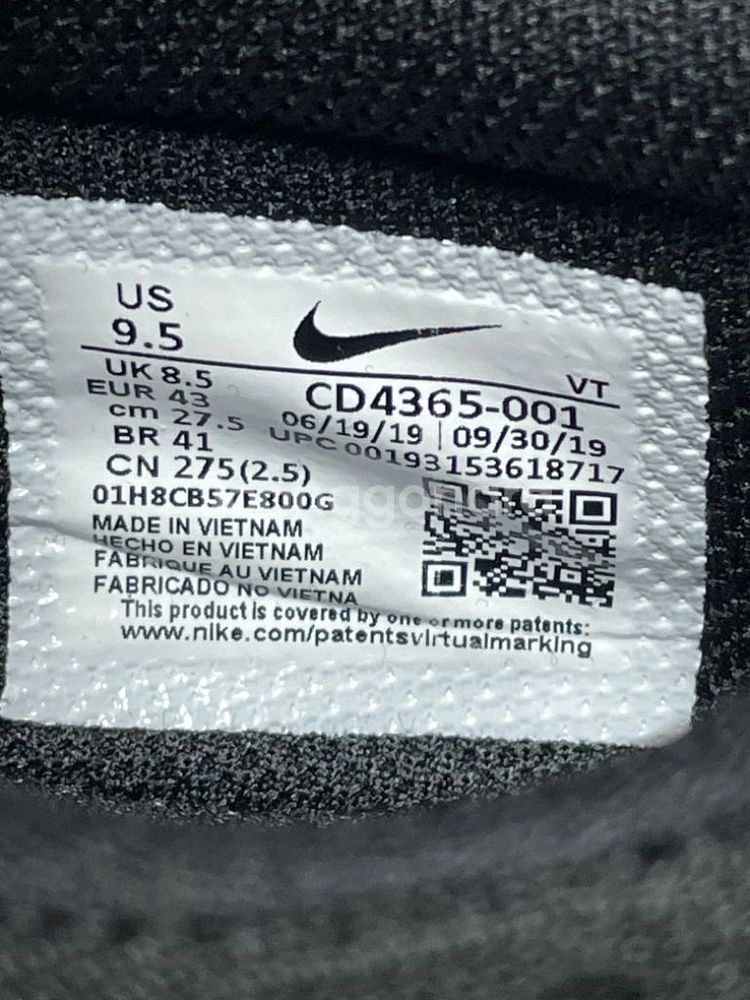 US
9.5
VT
UK 8.5
EUR 43
CD4365-001
cm 27.5
06/19/19 | 09/30/19
BR 41
UPC 00193153618717
CN 275(2.5)
01H8CB57E800G
MADE IN VIETNAM
HECHO EN VIETNAM
FABRIQUE AU VIETNAM
FABRICADO NO VIETNA
This product is covered by one or more patents:
www.nike.com/patentsvirtualmarking